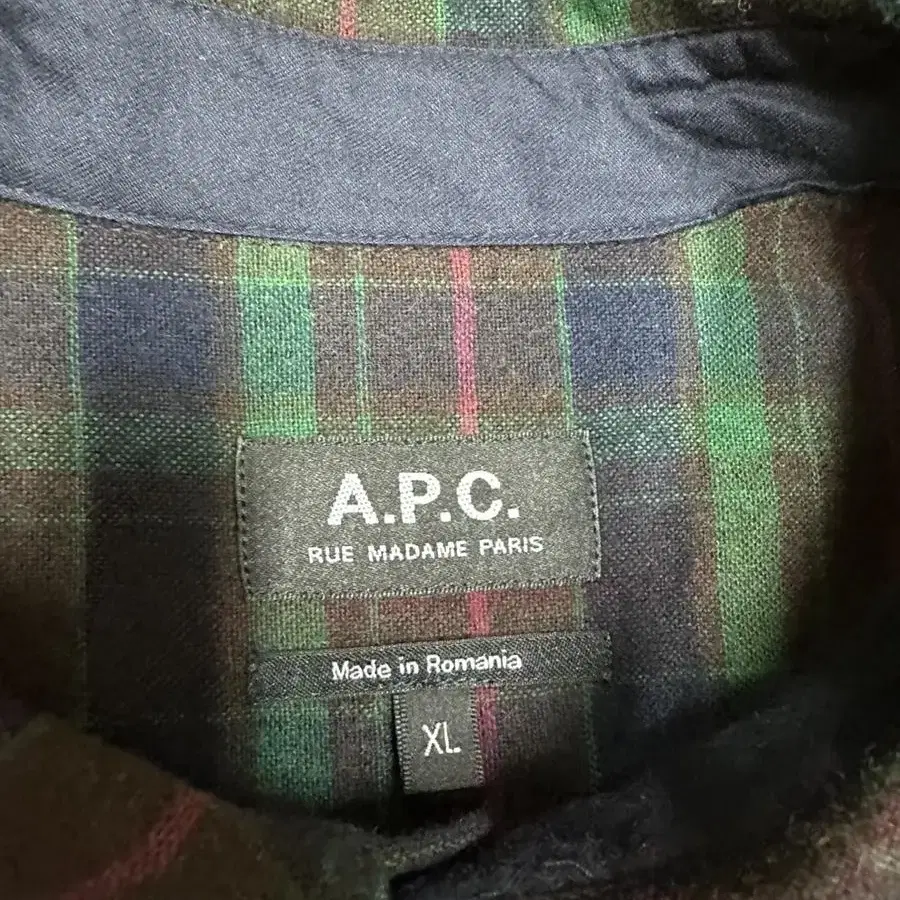 A.P.C.
RUE MADAME PARIS
Made in Romania
XL